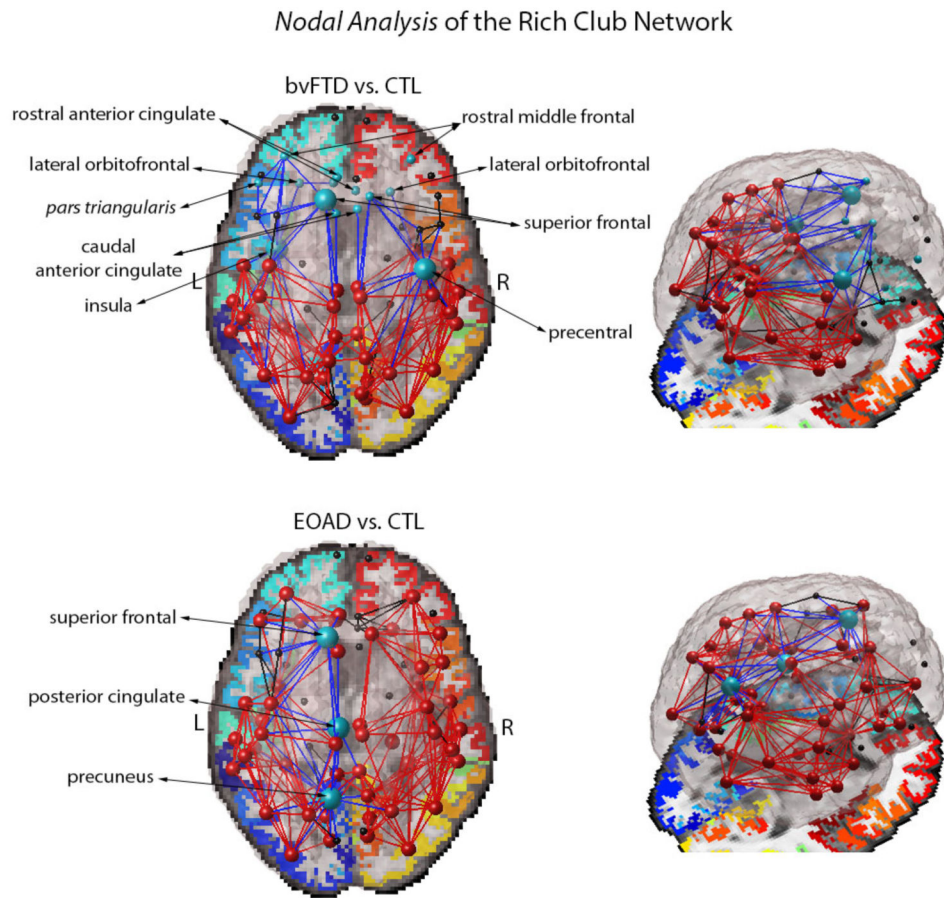 Nodal Analysis of the Rich Club Network
bvFTD vs. CTL
rostral anterior cingulate
rostral middle frontal
lateral orbitofrontal
lateral orbitofrontal
pars triangularis
superior frontal
caudal
anterior cingulate
L
R
insula
precentral
EOAD vs. CTL
superior frontal
posterior cingulate
L
R
precuneus